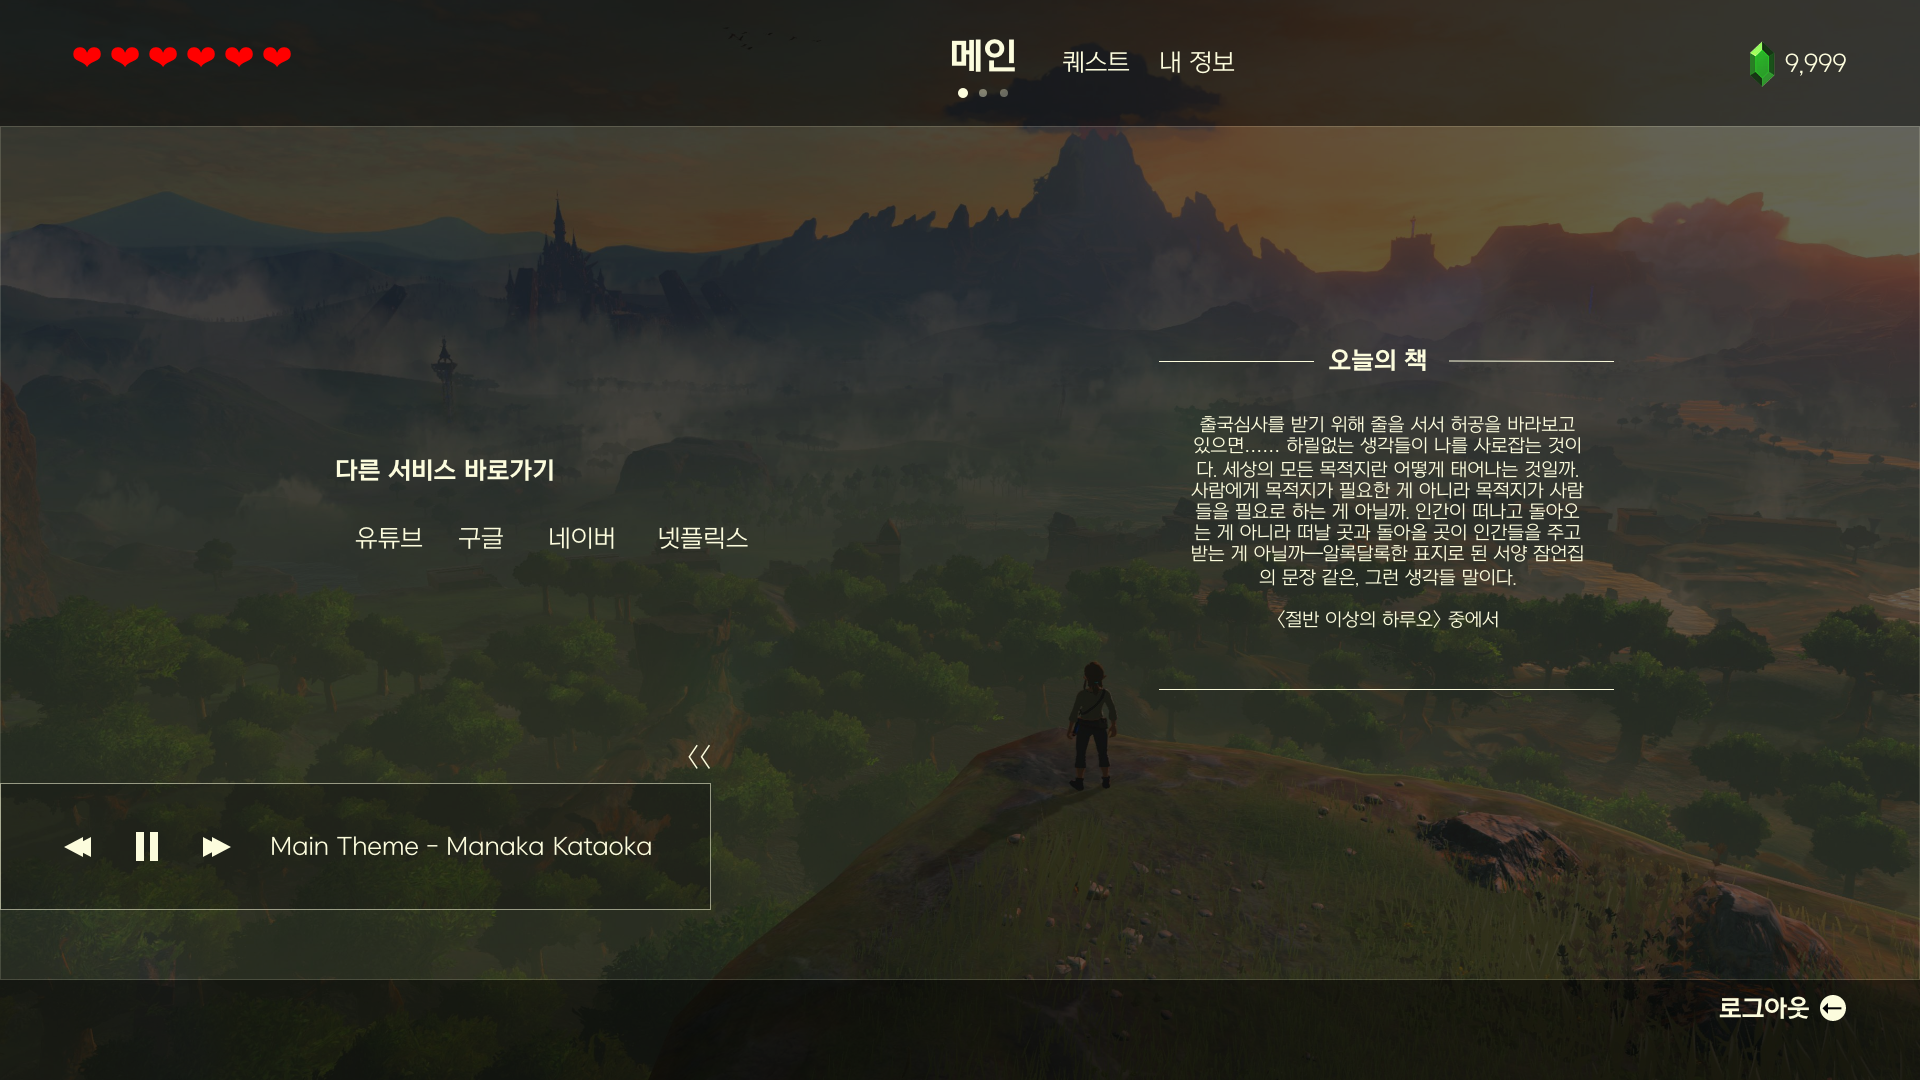 메인
퀘스트
내 정보
9,999
오늘의 책
출국심사를 받기 위해 줄을 서서 허공을 바라보고
있으면…… 하릴없는 생각들이 나를 사로잡는 것이
다. 세상의 모든 목적지란 어떻게 태어나는 것일까.
사람에게 목적지가 필요한 게 아니라 목적지가 사람
들을 필요로 하는 게 아닐까. 인간이 떠나고 돌아오
는 게 아니라 떠날 곳과 돌아올 곳이 인간들을 주고
받는 게 아닐까—알록달록한 표지로 된 서양 잠언집
의 문장 같은, 그런 생각들 말이다.
〈절반 이상의 하루오〉 중에서
다른 서비스 바로가기
유튜브
구글
네이버
넷플릭스
Main Theme - Manaka Kataoka
로그아웃